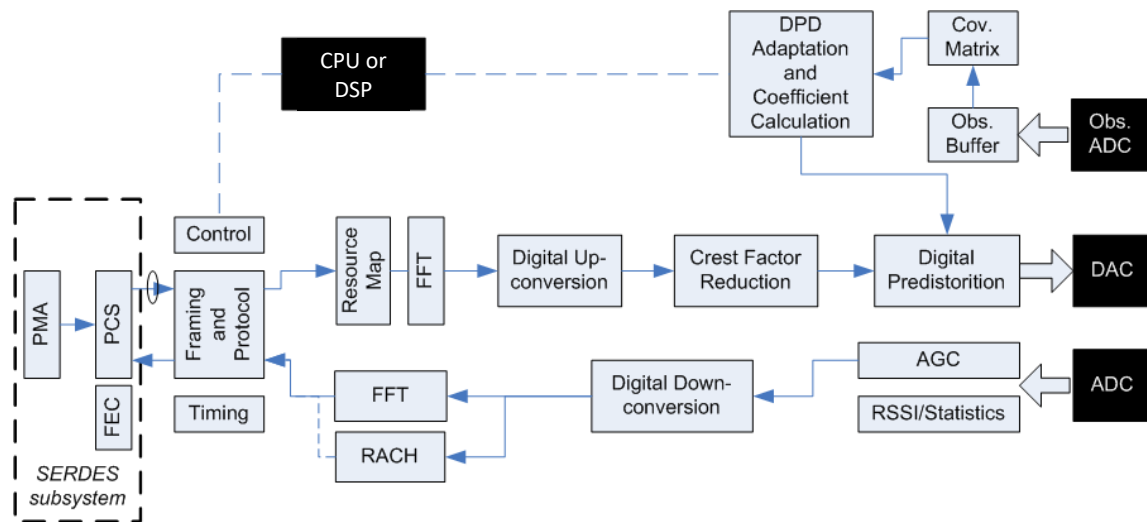 CPU or
DSP
DPD
Adaptation
and
Coefficient
Calculation
Cov.
Matrix
Obs.
Buffer
Obs.
ADC
Control
PMA
PCS
FEC
SERDES
subsystem
Framing
and
Protocol
Timing
Resource
Map
FFT
Digital Up-
conversion
Crest Factor
Reduction
Digital
Predistorition
DAC
FFT
RACH
Digital Down-
conversion
AGC
RSSI/Statistics
ADC